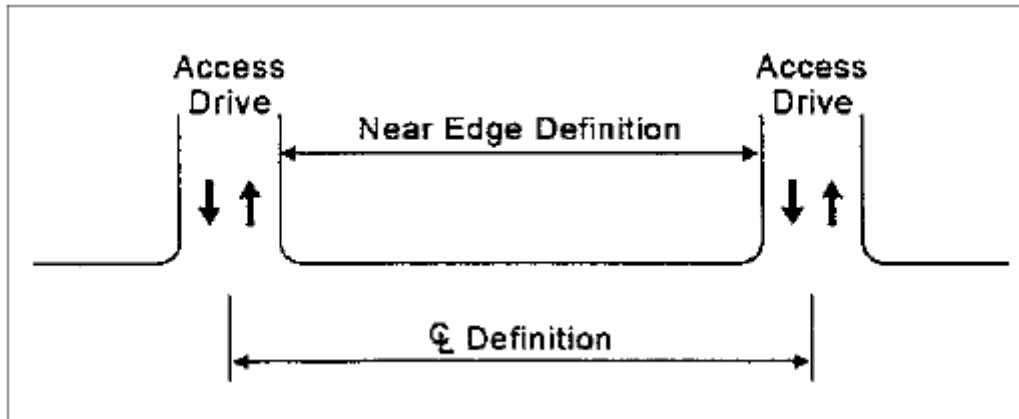 Access
Drive
Access
Drive
Near Edge Definition
℄ Definition